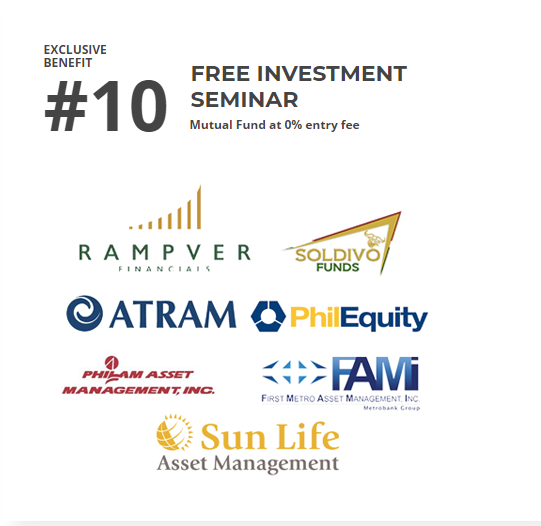 EXCLUSIVE
BENEFIT
#10
FREE INVESTMENT
SEMINAR
Mutual Fund at 0% entry fee
RAMPVER
FINANCIALS
SOLDIVO
FUNDS
ATRAM
PhilEquity
PHILAM ASSET
MANAGEMENT, INC.
FAMi
FIRST METRO ASSET MANAGEMENT, INC.
Metrobank Group
Sun Life
Asset Management